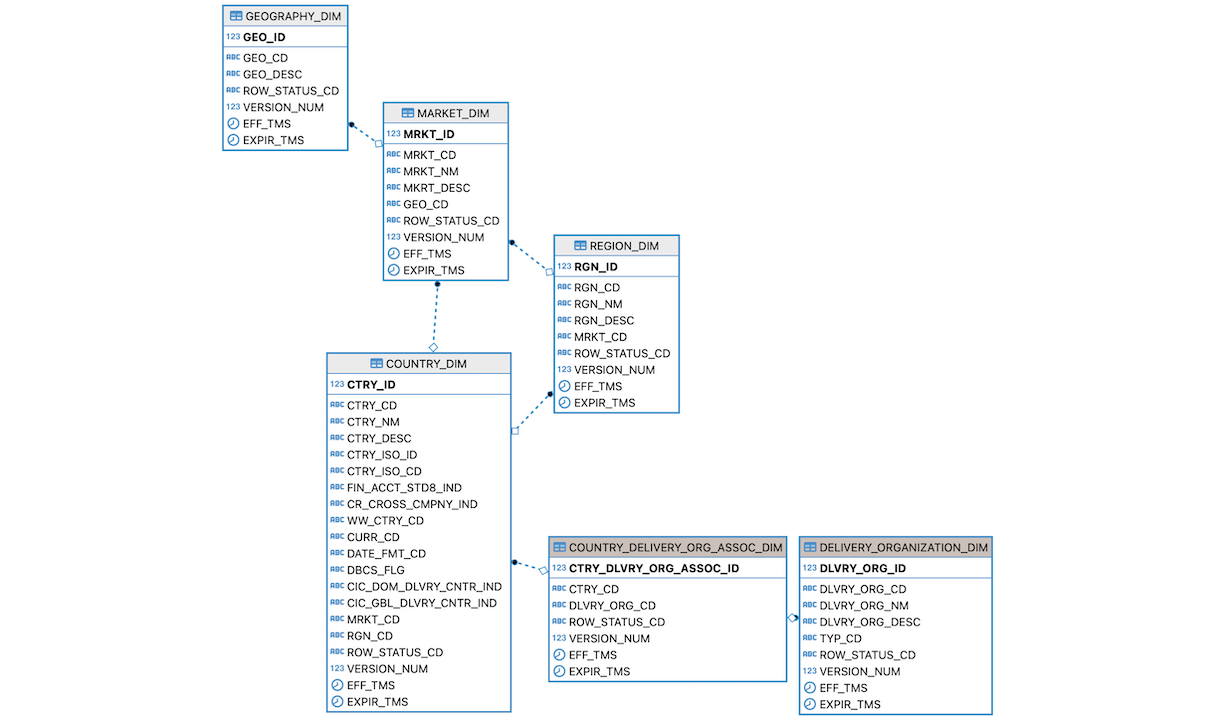 GEOGRAPHY_DIM
123 GEO_ID
ABC GEO_CD
ABC GEO_DESC
ABC ROW_STATUS_CD
123 VERSION_NUM
EFF_TMS
EXPIR_TMS
MARKET_DIM
123 MRKT_ID
ABC MRKT_CD
ABC MRKT_NM
ABC MKRT_DESC
ABC GEO_CD
ABC ROW_STATUS_CD
123 VERSION_NUM
EFF_TMS
EXPIR_TMS
REGION_DIM
123 RGN_ID
ABC RGN_CD
ABC RGN_NM
ABC RGN_DESC
ABC MRKT_CD
ABC ROW_STATUS_CD
123 VERSION_NUM
EFF_TMS
EXPIR_TMS
COUNTRY_DIM
123 CTRY_ID
ABC CTRY_CD
ABC CTRY_NM
ABC CTRY_DESC
ABC CTRY_ISO_ID
ABC CTRY_ISO_CD
ABC FIN_ACCT_STD8_IND
ABC CR_CROSS_CMPNY_IND
ABC WW_CTRY_CD
ABC CURR_CD
ABC DATE_FMT_CD
ABC DBCS_FLG
ABC CIC_DOM_DLVRY_CNTR_IND
ABC CIC_GBL_DLVRY_CNTR_IND
ABC MRKT_CD
ABC RGN_CD
ABC ROW_STATUS_CD
123 VERSION_NUM
EFF_TMS
EXPIR_TMS
COUNTRY_DELIVERY_ORG_ASSOC_DIM
123 CTRY_DLVRY_ORG_ASSOC_ID
ABC CTRY_CD
ABC DLVRY_ORG_CD
ABC ROW_STATUS_CD
123 VERSION_NUM
EFF_TMS
EXPIR_TMS
DELIVERY_ORGANIZATION_DIM
123 DLVRY_ORG_ID
ABC DLVRY_ORG_CD
ABC DLVRY_ORG_NM
ABC DLVRY_ORG_DESC
ABC TYP_CD
ABC ROW_STATUS_CD
123 VERSION_NUM
EFF_TMS
EXPIR_TMS